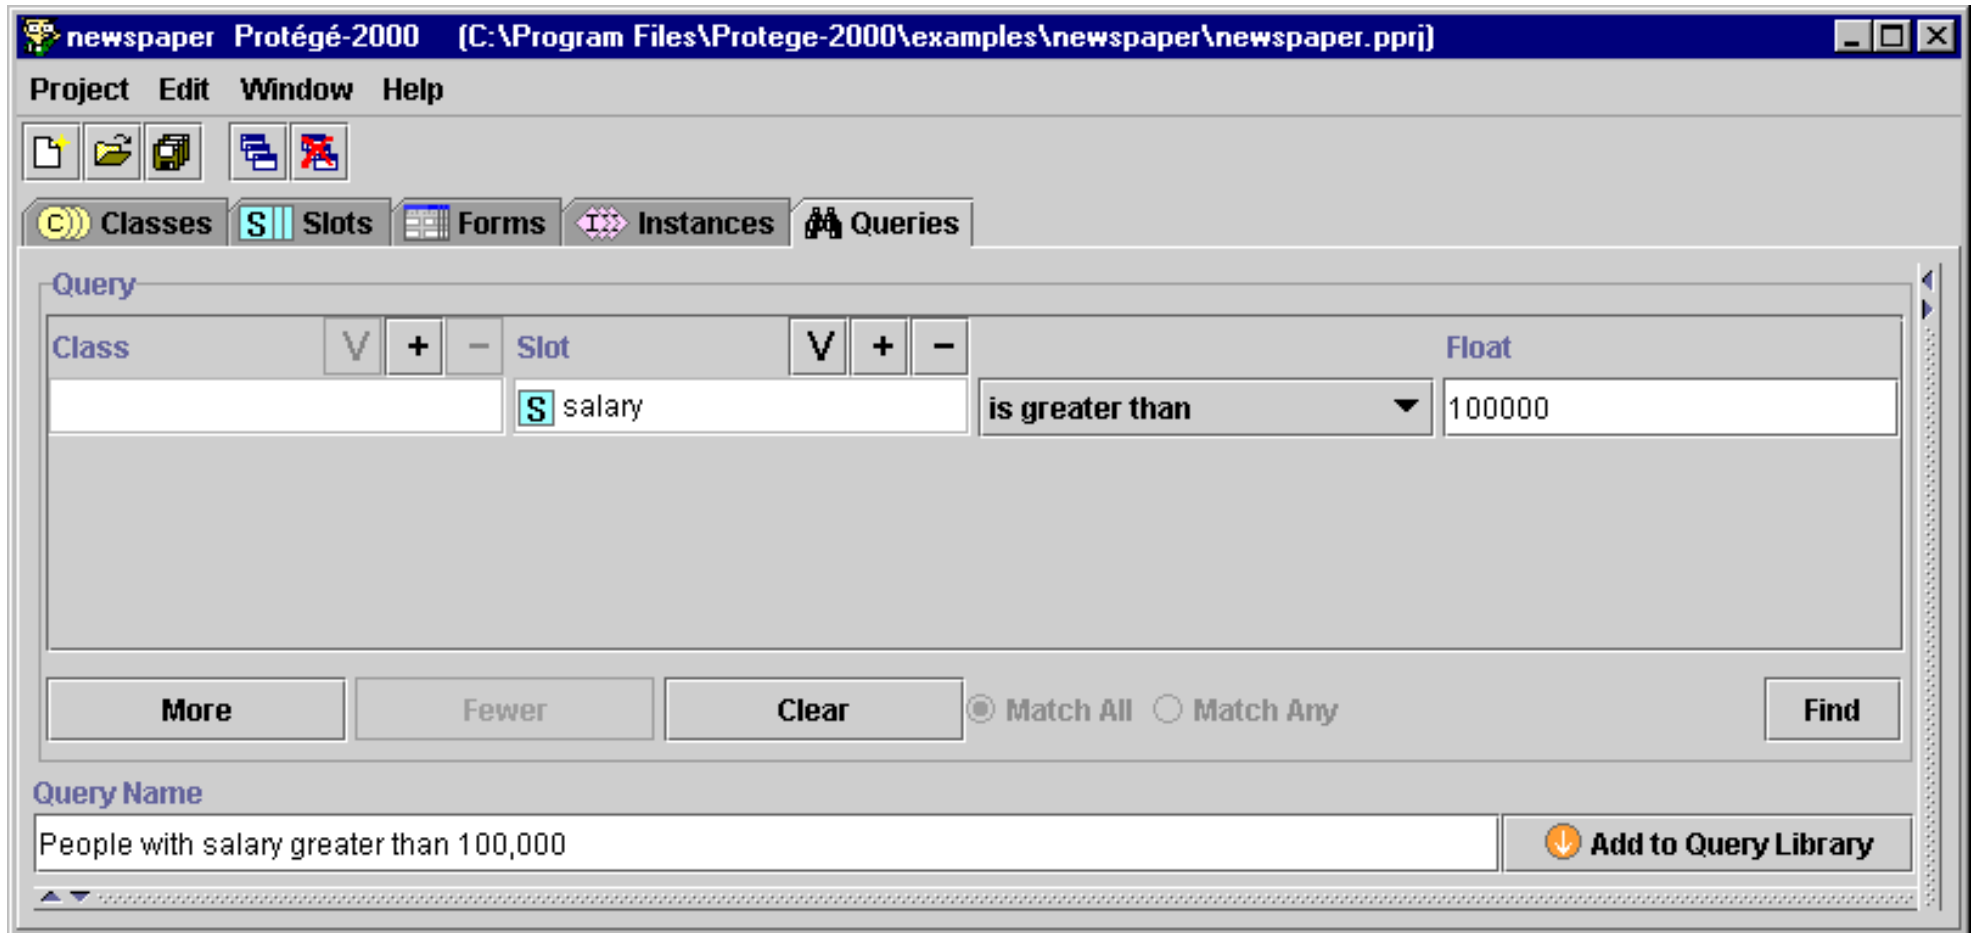 newspaper Protégé-2000 (C:\Program Files\Protege-2000\examples\newspaper\newspaper.pprj)
Project Edit Window Help
C Classes S Slots Forms I Instances Queries
Query
Class V + − Slot V + − Float
S salary is greater than 100000
More Fewer Clear Match All Match Any Find
Query Name
People with salary greater than 100,000 Add to Query Library